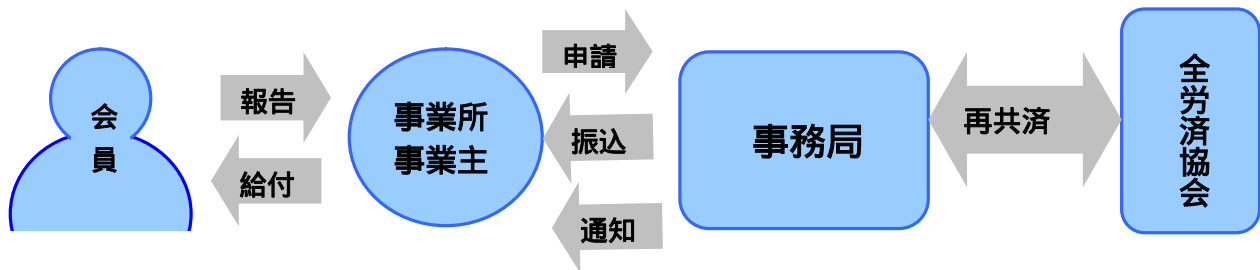 会
員
報告
給付
事業所
事業主
申請
振込
通知
事務局
再共済
全労済協会